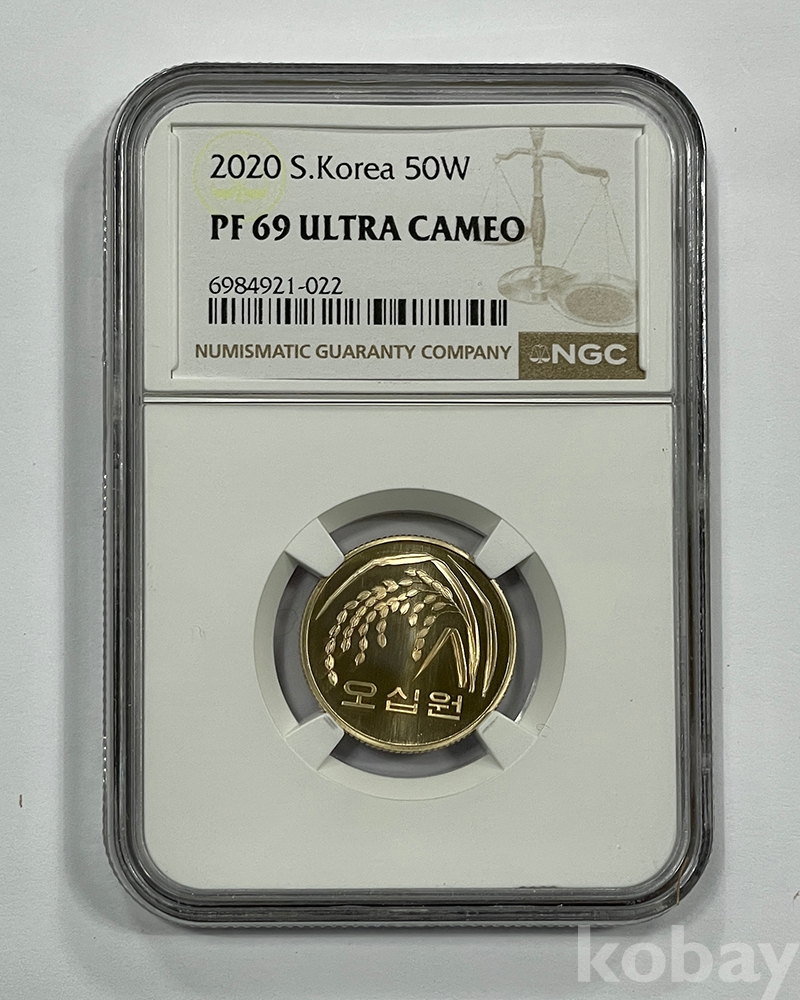 2020 S.Korea 50W
PF 69 ULTRA CAMEO
6984921-022
NUMISMATIC GUARANTY COMPANY
NGC
오십원
kobay